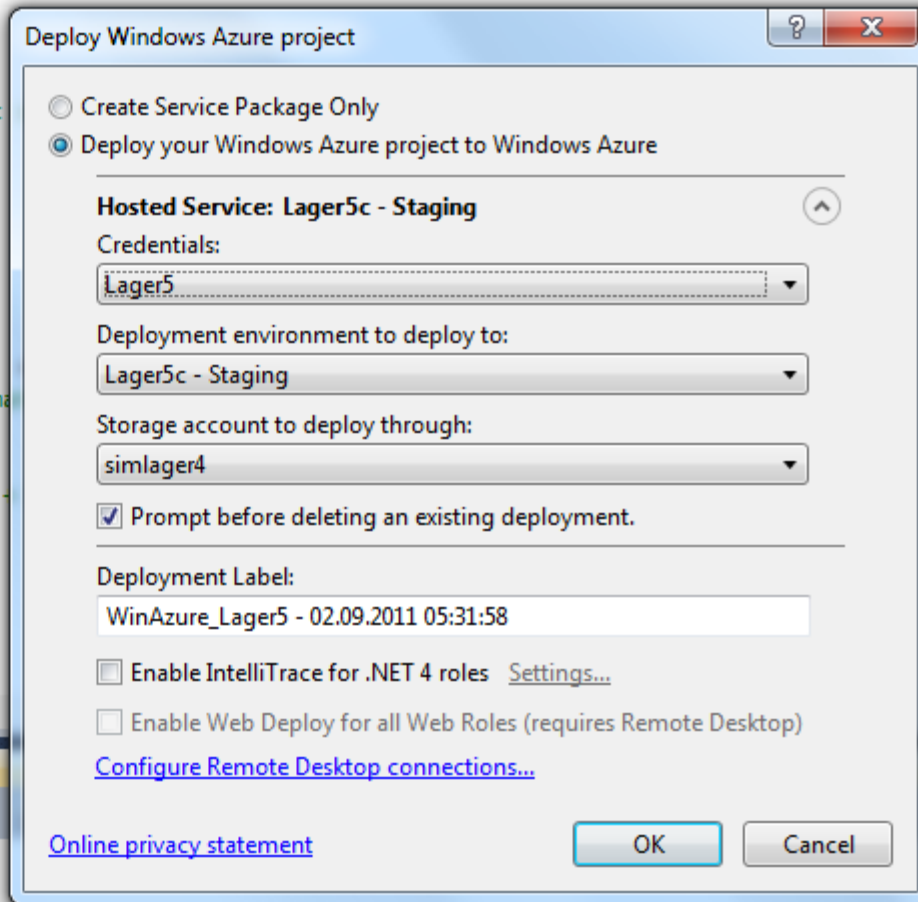 Deploy Windows Azure project
Create Service Package Only
Deploy your Windows Azure project to Windows Azure
Hosted Service: Lager5c - Staging
Credentials:
Lager5
Deployment environment to deploy to:
Lager5c - Staging
Storage account to deploy through:
simlager4
Prompt before deleting an existing deployment.
Deployment Label:
WinAzure_Lager5 - 02.09.2011 05:31:58
Enable IntelliTrace for .NET 4 roles Settings...
Enable Web Deploy for all Web Roles (requires Remote Desktop)
Configure Remote Desktop connections...
Online privacy statement OK Cancel